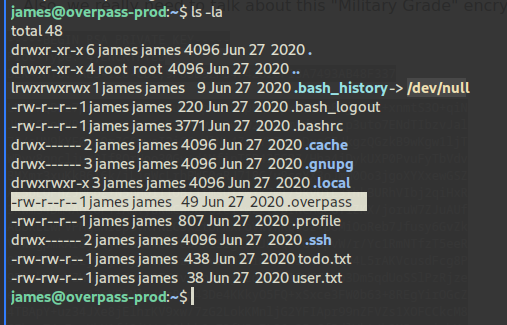 talk about this "Military Grade" encry
james@overpass-prod:~$ ls -la
total 48
drwxr-xr-x 6 james james 4096 Jun 27 2020 .
drwxr-xr-x 4 root root 4096 Jun 27 2020 ..
lrwxrwxrwx 1 james james 9 Jun 27 2020 .bash_history -> /dev/null
-rw-r--r-- 1 james james 220 Jun 27 2020 .bash_logout
-rw-r--r-- 1 james james 3771 Jun 27 2020 .bashrc
drwx------ 2 james james 4096 Jun 27 2020 .cache
drwx------ 3 james james 4096 Jun 27 2020 .gnupg
drwxrwxr-x 3 james james 4096 Jun 27 2020 .local
-rw-r--r-- 1 james james 49 Jun 27 2020 .overpass
-rw-r--r-- 1 james james 807 Jun 27 2020 .profile
drwx------ 2 james james 4096 Jun 27 2020 .ssh
-rw-rw-r-- 1 james james 438 Jun 27 2020 todo.txt
-rw-rw-r-- 1 james james 38 Jun 27 2020 user.txt
james@overpass-prod:~$